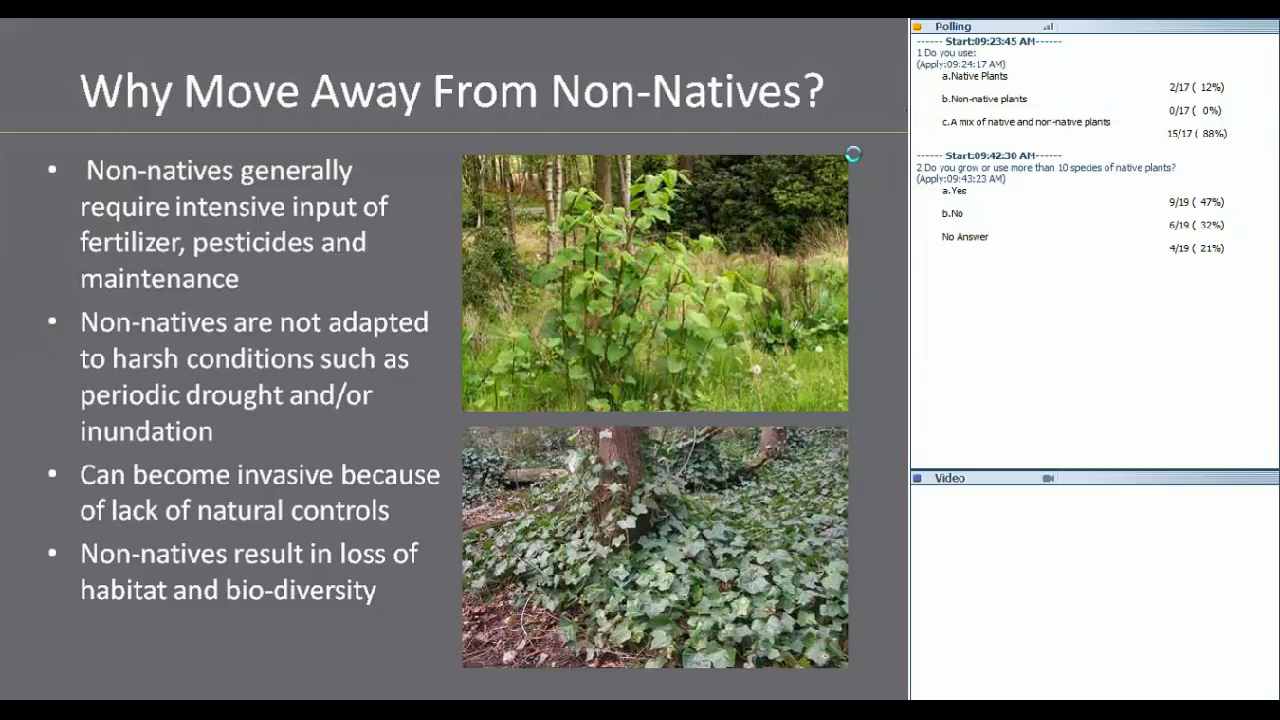 Why Move Away From Non-Natives?
• Non-natives generally
require intensive input of
fertilizer, pesticides and
maintenance
• Non-natives are not adapted
to harsh conditions such as
periodic drought and/or
inundation
• Can become invasive because
of lack of natural controls
• Non-natives result in loss of
habitat and bio-diversity
Polling
------ Start:09:23:45 AM------
1 Do you use:
(Apply:09:24:17 AM)
a.Native Plants
2/17 ( 12%)
b.Non-native plants
0/17 ( 0%)
c.A mix of native and non-native plants
15/17 ( 88%)
------ Start:09:42:30 AM------
2 Do you grow or use more than 10 species of native plants?
(Apply:09:43:23 AM)
a.Yes
9/19 ( 47%)
b.No
6/19 ( 32%)
No Answer
4/19 ( 21%)
Video